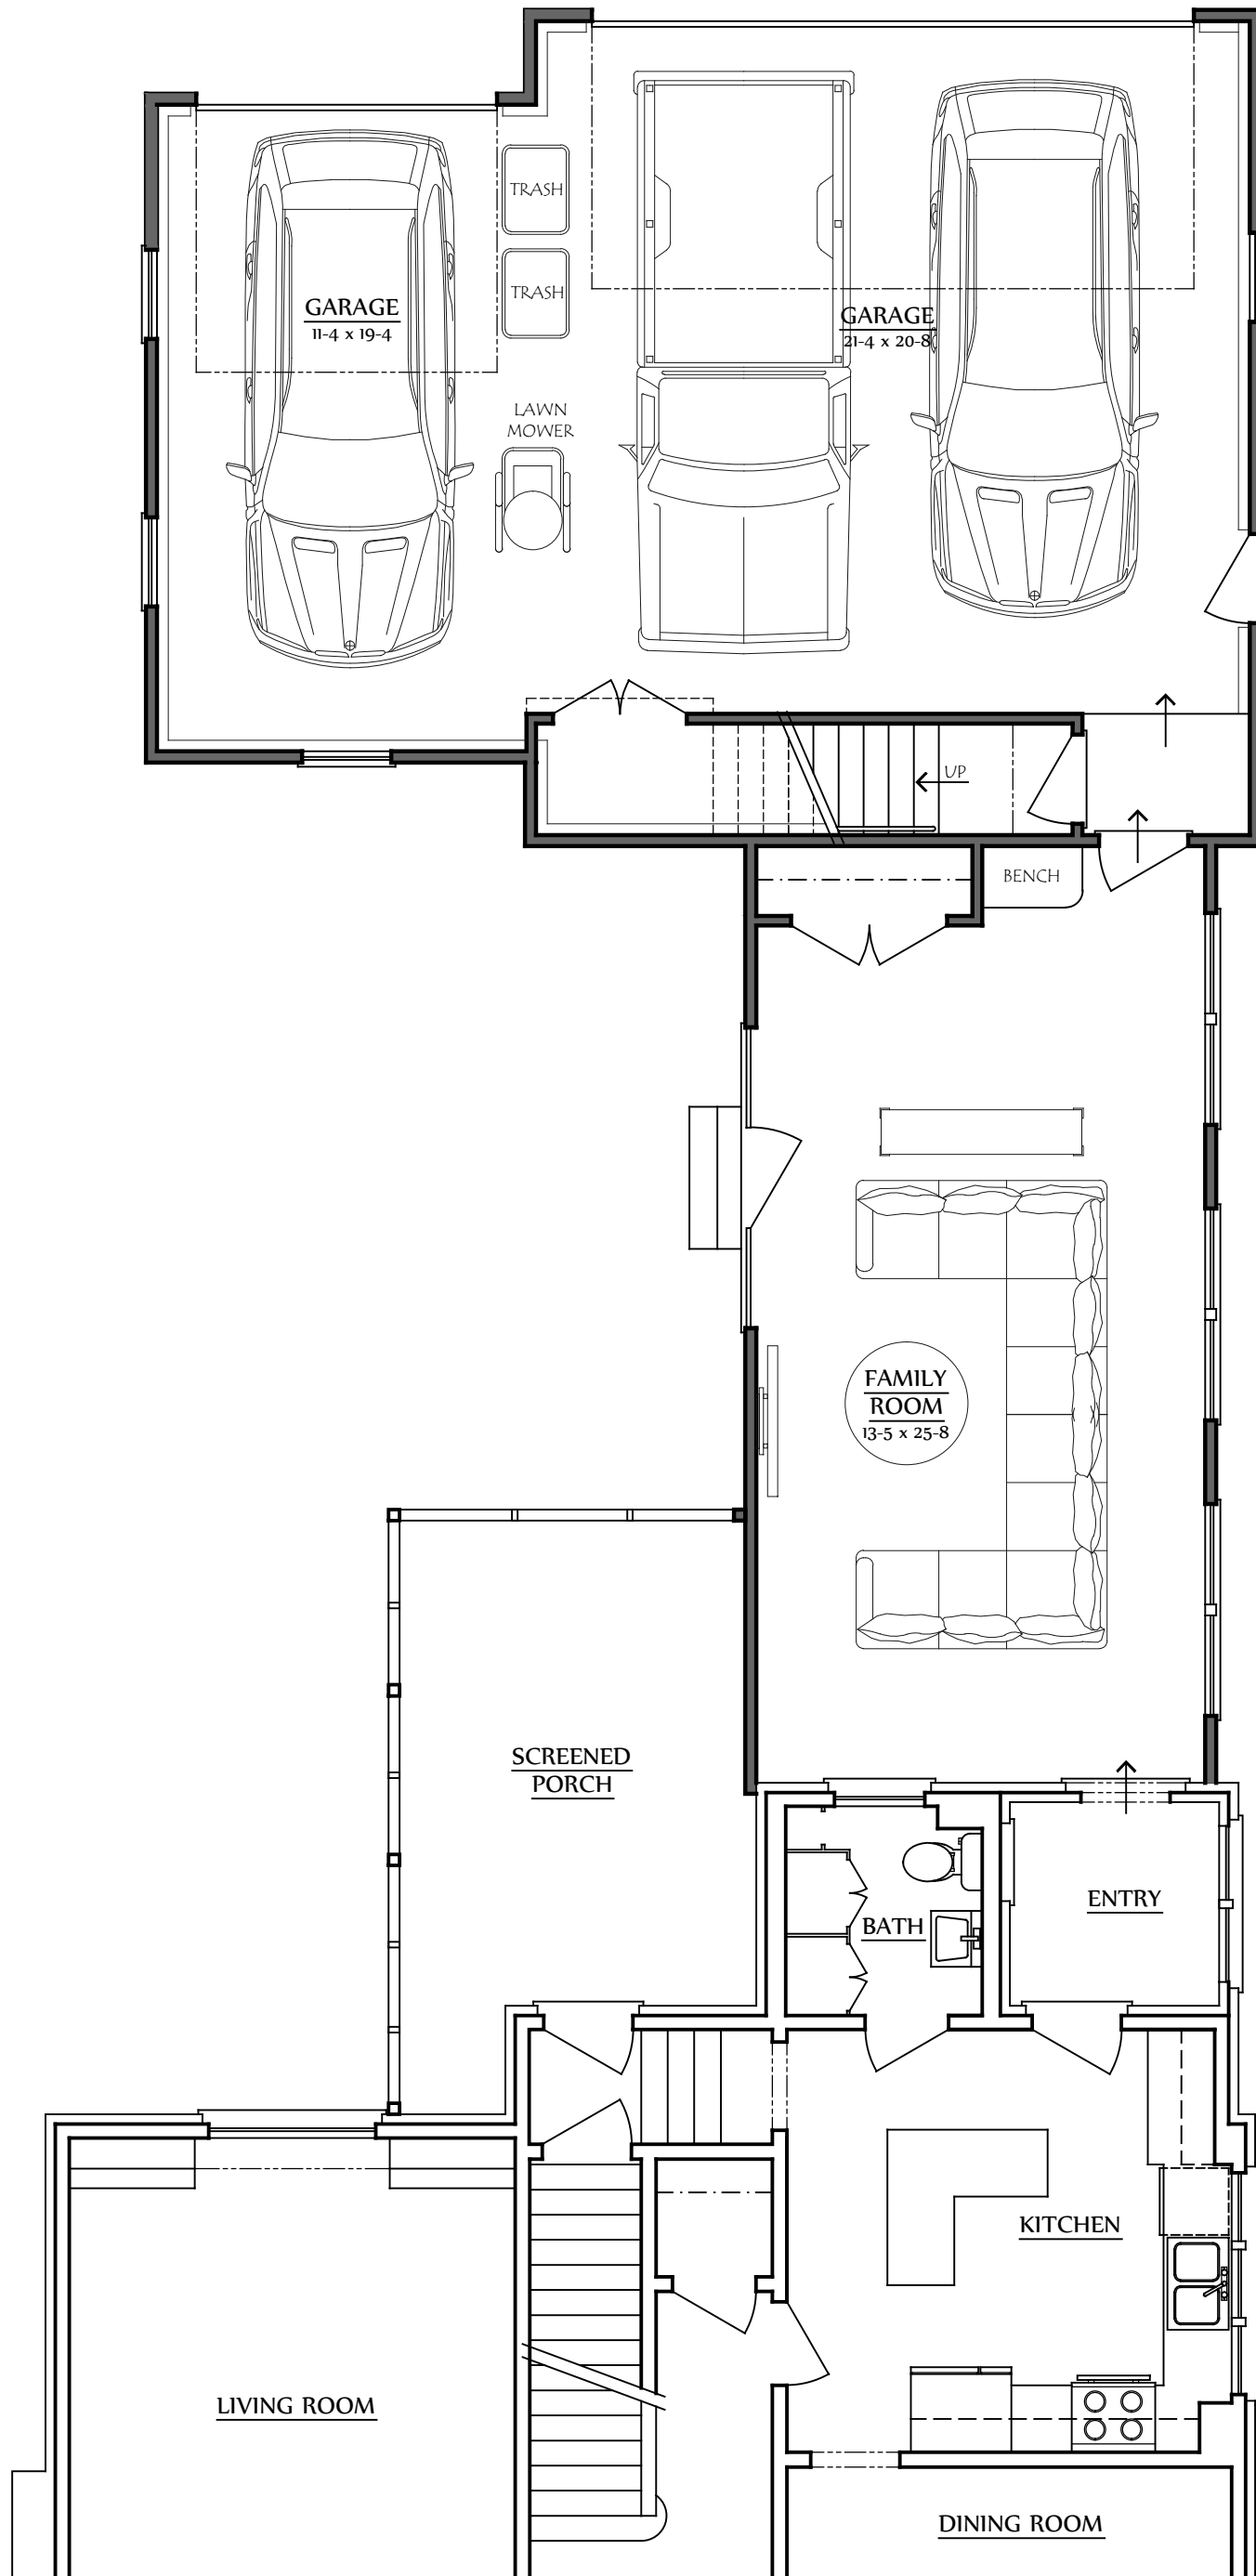 TRASH
TRASH
GARAGE
11-4 x 19-4
GARAGE
21-4 x 20-8
LAWN
MOWER
UP
BENCH
FAMILY
ROOM
13-5 x 25-8
SCREENED
PORCH
ENTRY
BATH
KITCHEN
LIVING ROOM
DINING ROOM